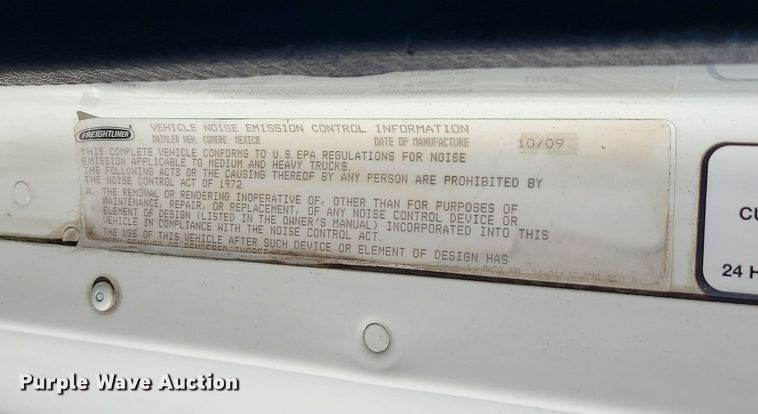 FREIGHTLINER
VEHICLE NOISE EMISSION CONTROL INFORMATION
DAIMLER VEH. COMERC. MEXICO DATE OF MANUFACTURE 10/09
THIS COMPLETE VEHICLE CONFORMS TO U.S.EPA REGULATIONS FOR NOISE
EMISSION APPLICABLE TO MEDIUM AND HEAVY TRUCKS.
THE FOLLOWING ACTS OR THE CAUSING THEREOF BY ANY PERSON ARE PROHIBITED BY
THE NOISE CONTROL ACT OF 1972.
A. THE REMOVAL OR RENDERING INOPERATIVE OF, OTHER THAN FOR PURPOSES OF
MAINTENANCE, REPAIR, OR REPLACEMENT, OF ANY NOISE CONTROL DEVICE OR
ELEMENT OF DESIGN (LISTED IN THE OWNER'S MANUAL) INCORPORATED INTO THIS
VEHICLE IN COMPLIANCE WITH THE NOISE CONTROL ACT.
THE USE OF THIS VEHICLE AFTER SUCH DEVICE OR ELEMENT OF DESIGN HAS
CU
24 H
Purple Wave Auction